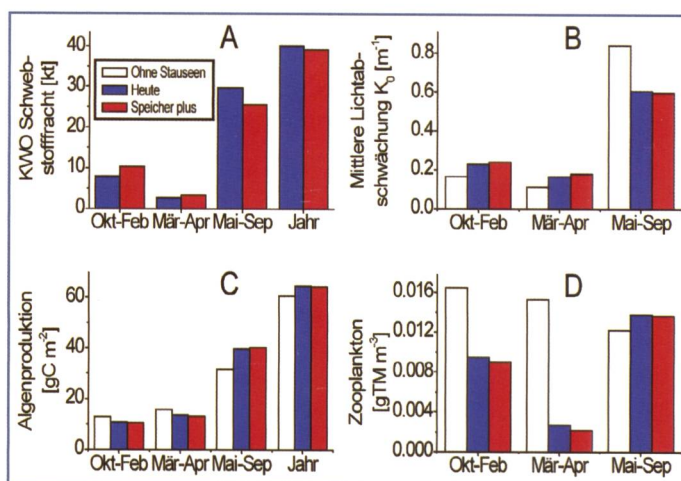 A
KWO Schweb-
stofffracht [kt]
40
30
20
10
0
Ohne Stauseen
Heute
Speicher plus
Okt-Feb Mär-Apr Mai-Sep Jahr
B
Mittlere Lichtab-
schwächung K₀ [m⁻¹]
0.8
0.6
0.4
0.2
0.0
Okt-Feb Mär-Apr Mai-Sep
C
Algenproduktion
[gC m⁻²]
60
40
20
0
Okt-Feb Mär-Apr Mai-Sep Jahr
D
Zooplankton
[gTM m⁻³]
0.016
0.012
0.008
0.004
0.000
Okt-Feb Mär-Apr Mai-Sep